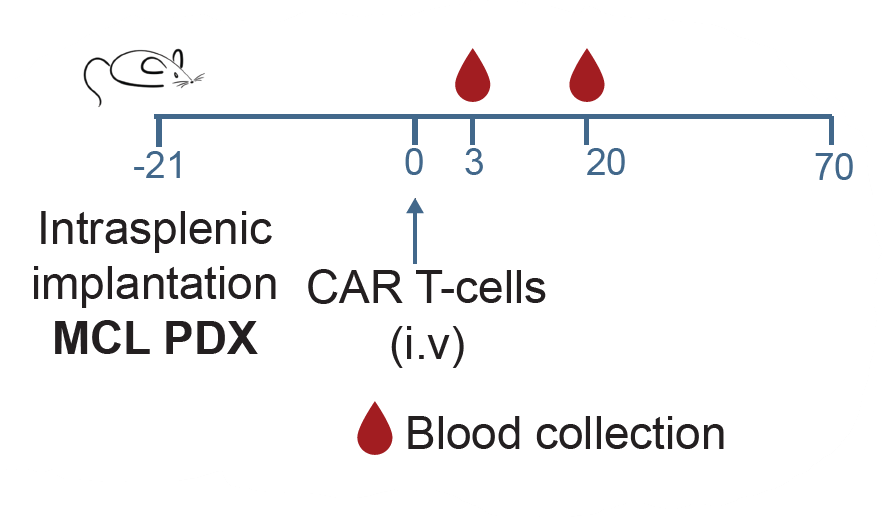 -21 0 3 20 70
Intrasplenic
implantation
MCL PDX
CAR T-cells
(i.v)
Blood collection